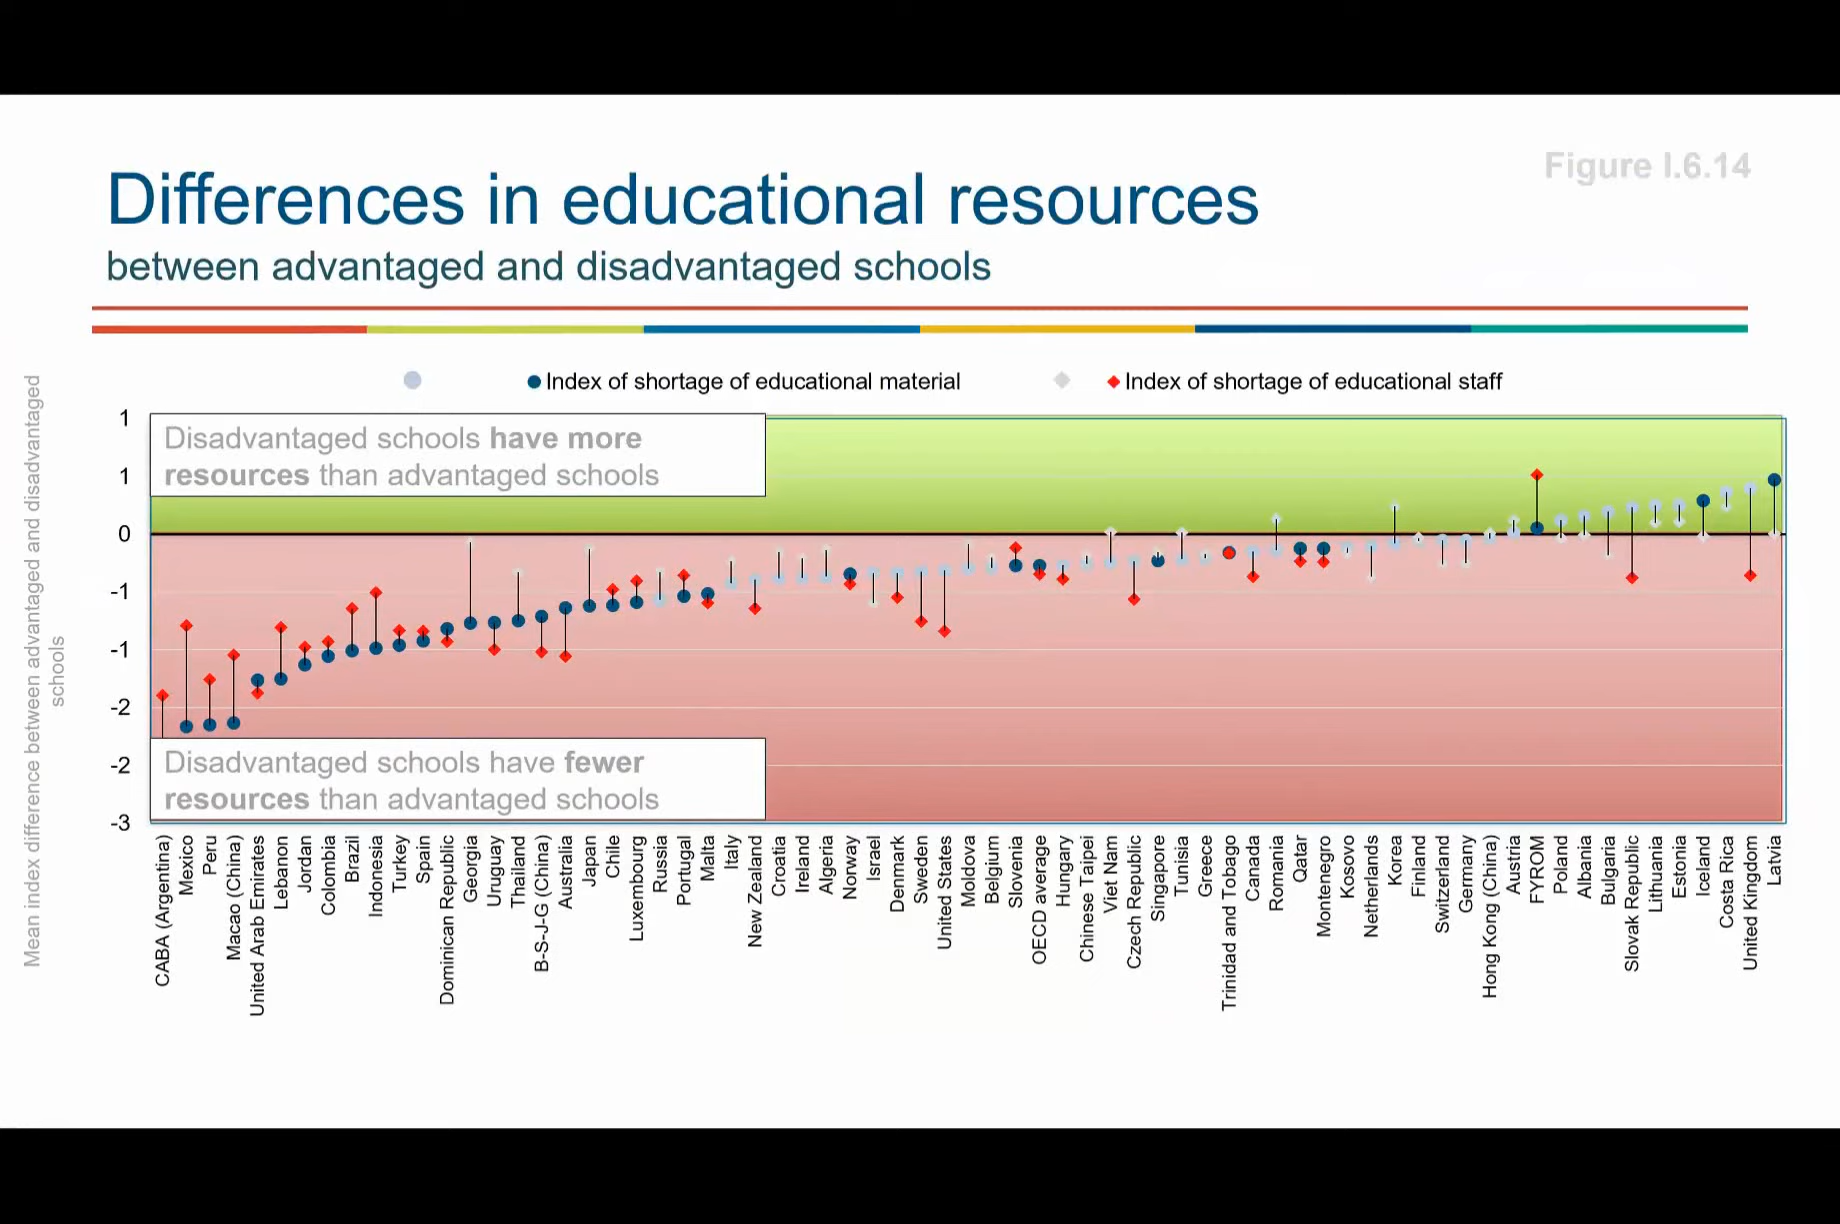 Figure I.6.14
Differences in educational resources
between advantaged and disadvantaged schools
Index of shortage of educational material
Index of shortage of educational staff
Mean index difference between advantaged and disadvantaged
schools
1
1
0
-1
-1
-2
-2
-3
Disadvantaged schools have more
resources than advantaged schools
Disadvantaged schools have fewer
resources than advantaged schools
CABA (Argentina)
Mexico
Peru
Macao (China)
United Arab Emirates
Lebanon
Jordan
Colombia
Brazil
Indonesia
Turkey
Spain
Dominican Republic
Georgia
Uruguay
Thailand
B-S-J-G (China)
Australia
Japan
Chile
Luxembourg
Russia
Portugal
Malta
Italy
New Zealand
Croatia
Ireland
Algeria
Norway
Israel
Denmark
Sweden
United States
Moldova
Belgium
Slovenia
OECD average
Hungary
Chinese Taipei
Viet Nam
Czech Republic
Singapore
Tunisia
Greece
Trinidad and Tobago
Canada
Romania
Qatar
Montenegro
Kosovo
Netherlands
Korea
Finland
Switzerland
Germany
Hong Kong (China)
Austria
FYROM
Poland
Albania
Bulgaria
Slovak Republic
Lithuania
Estonia
Iceland
Costa Rica
United Kingdom
Latvia